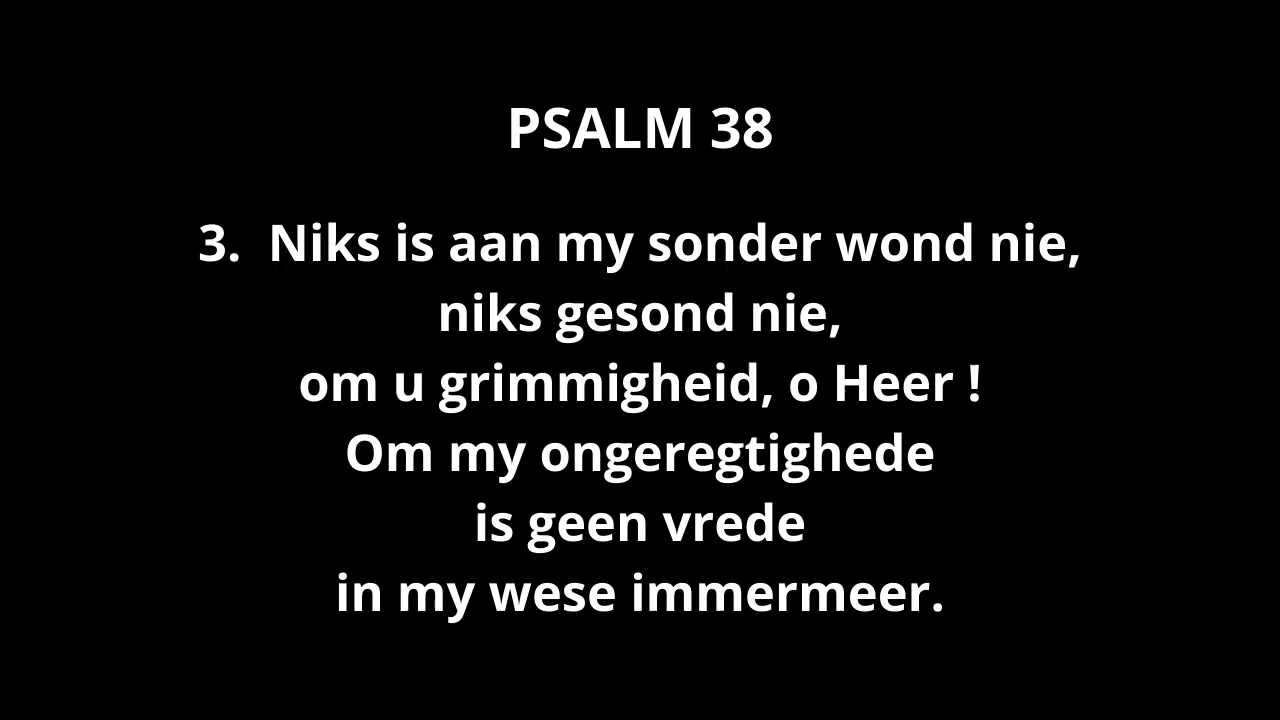 PSALM 38
3. Niks is aan my sonder wond nie,
niks gesond nie,
om u grimmigheid, o Heer !
Om my ongeregtighede
is geen vrede
in my wese immermeer.